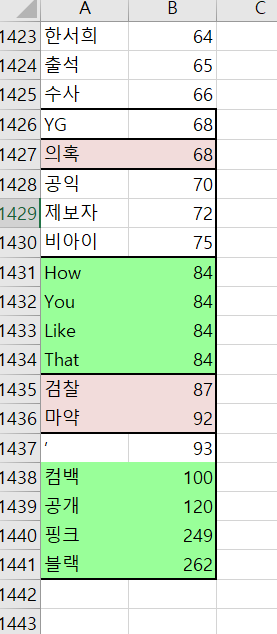 A B C
1423 한서희 64
1424 출석 65
1425 수사 66
1426 YG 68
1427 의혹 68
1428 공익 70
1429 제보자 72
1430 비아이 75
1431 How 84
1432 You 84
1433 Like 84
1434 That 84
1435 검찰 87
1436 마약 92
1437 ′ 93
1438 컴백 100
1439 공개 120
1440 핑크 249
1441 블랙 262
1442
1443